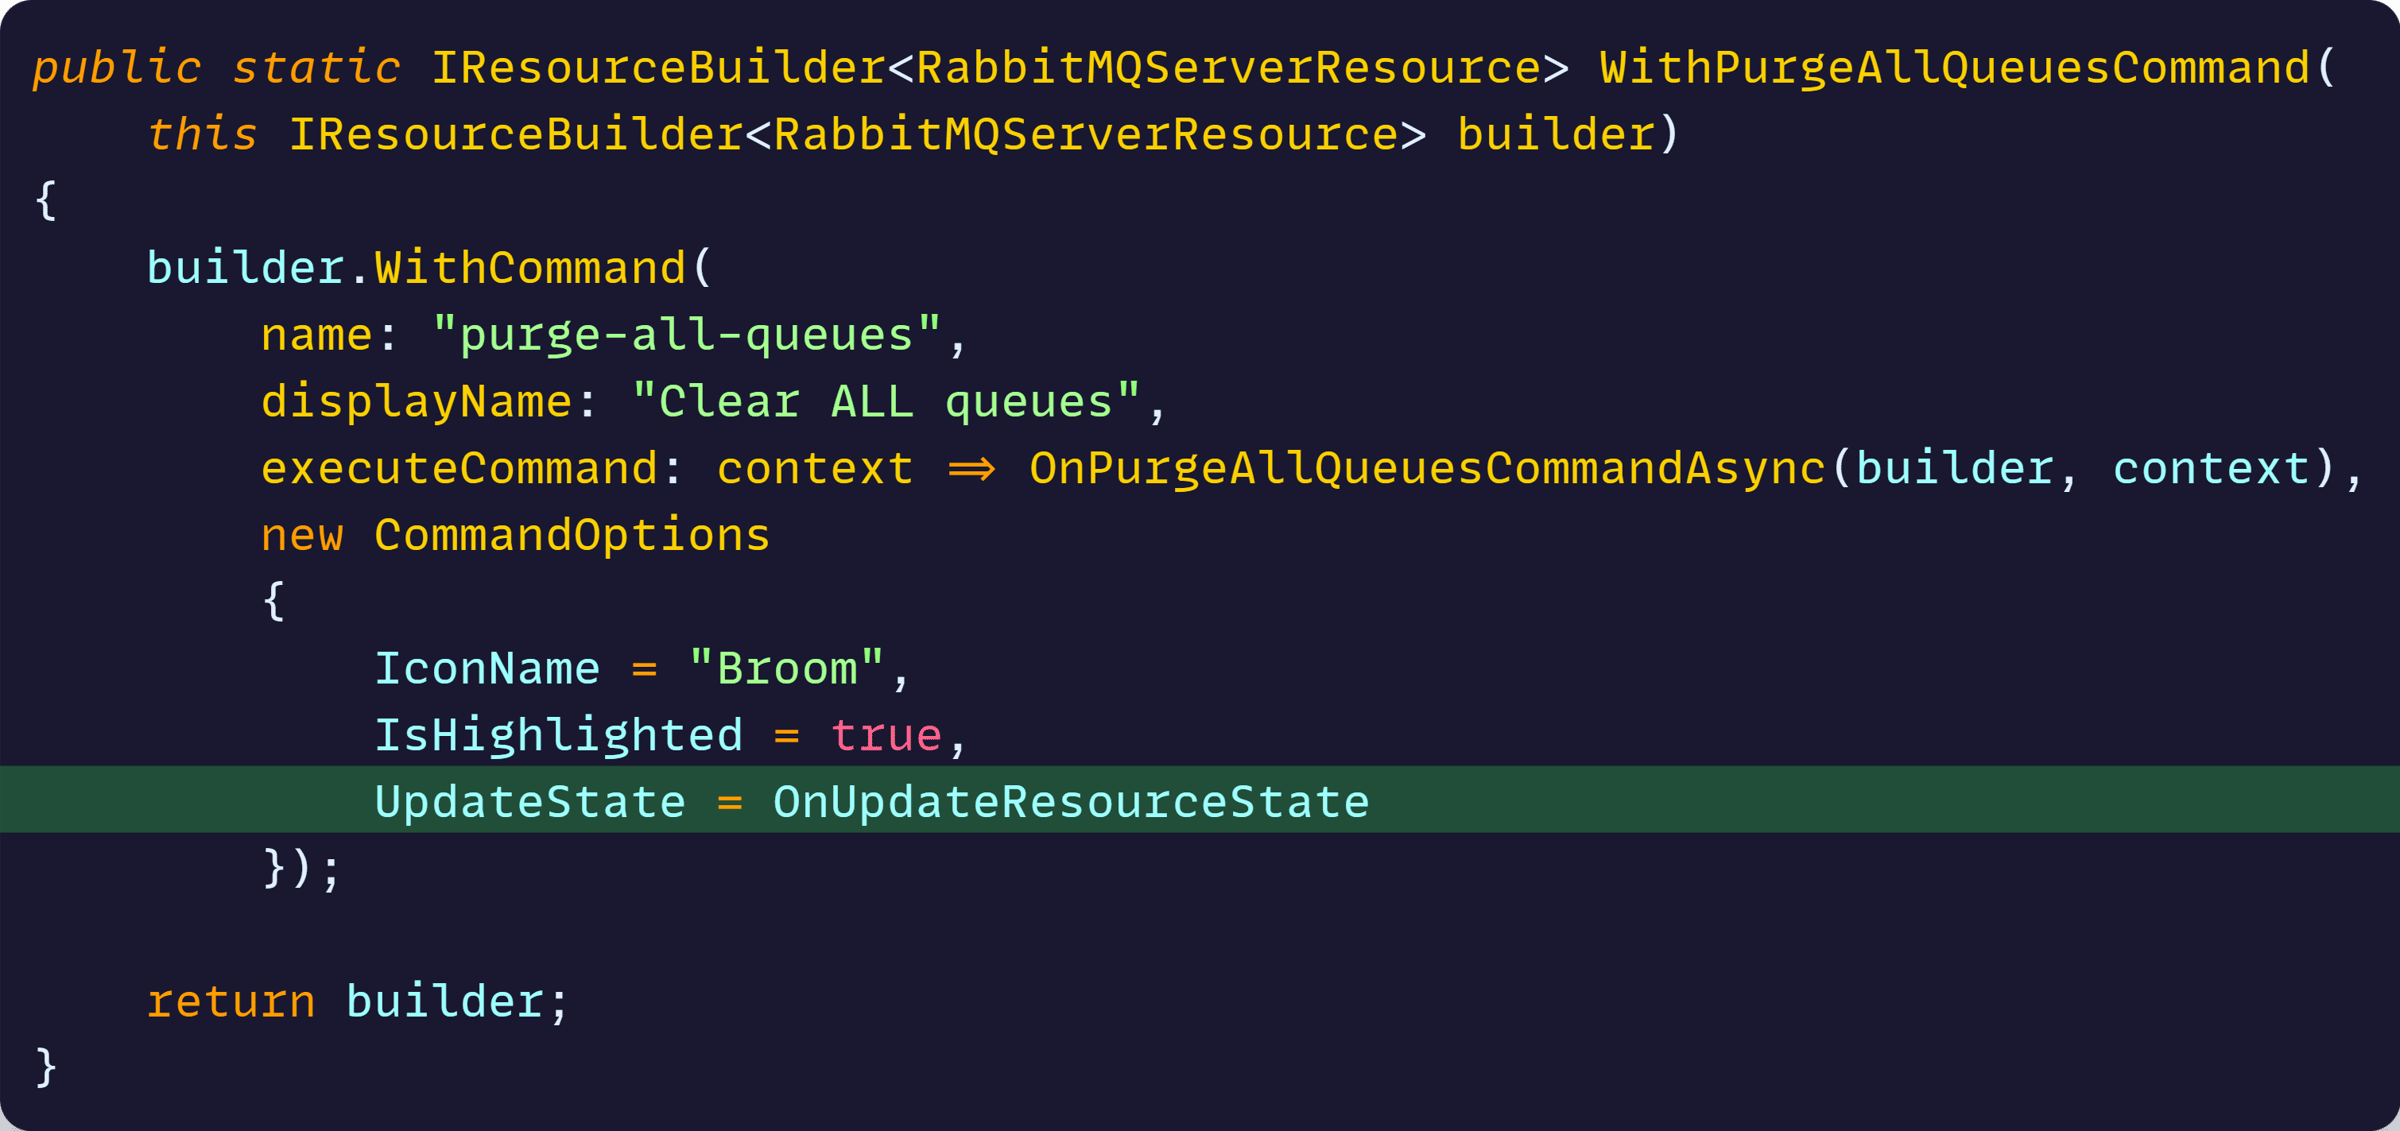 public static IResourceBuilder<RabbitMQServerResource> WithPurgeAllQueuesCommand(
    this IResourceBuilder<RabbitMQServerResource> builder)
{
    builder.WithCommand(
        name: "purge-all-queues",
        displayName: "Clear ALL queues",
        executeCommand: context => OnPurgeAllQueuesCommandAsync(builder, context),
        new CommandOptions
        {
            IconName = "Broom",
            IsHighlighted = true,
            UpdateState = OnUpdateResourceState
        });

    return builder;
}